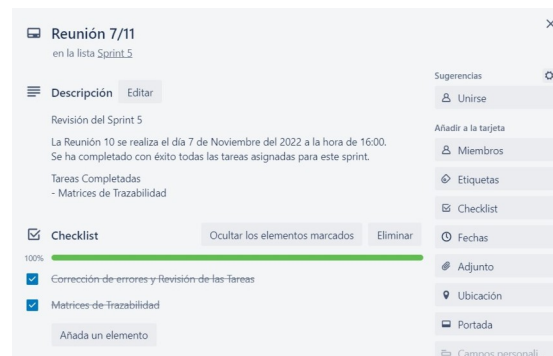 Reunión 7/11
en la lista Sprint 5
Descripción Editar
Revisión del Sprint 5
La Reunión 10 se realiza el día 7 de Noviembre del 2022 a la hora de 16:00.
Se ha completado con éxito todas las tareas asignadas para este sprint.
Tareas Completadas
- Matrices de Trazabilidad
Checklist Ocultar los elementos marcados Eliminar
100%
Corrección de errores y Revisión de las Tareas
Matrices de Trazabilidad
Añada un elemento
Sugerencias
Unirse
Añadir a la tarjeta
Miembros
Etiquetas
Checklist
Fechas
Adjunto
Ubicación
Portada
Campos personali